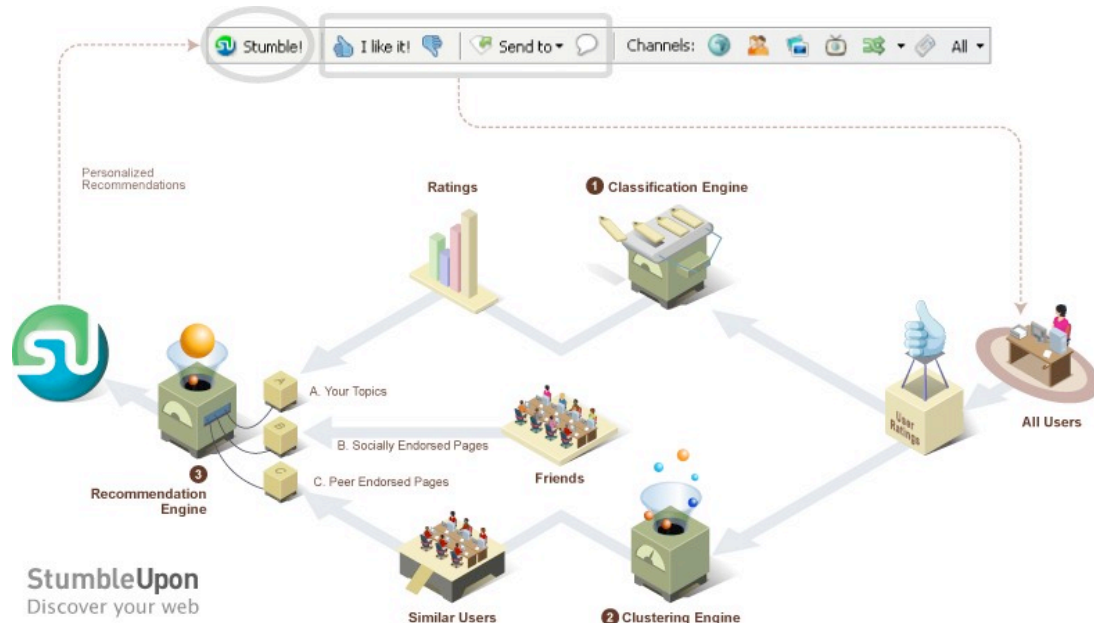 Stumble! I like it! Send to Channels: All
Personalized
Recommendations
Ratings
1 Classification Engine
SU
A
A. Your Topics
User
Ratings
All Users
B
B. Socially Endorsed Pages
3
Recommendation
Engine
C
C. Peer Endorsed Pages
Friends
StumbleUpon
Discover your web
Similar Users
2 Clustering Engine